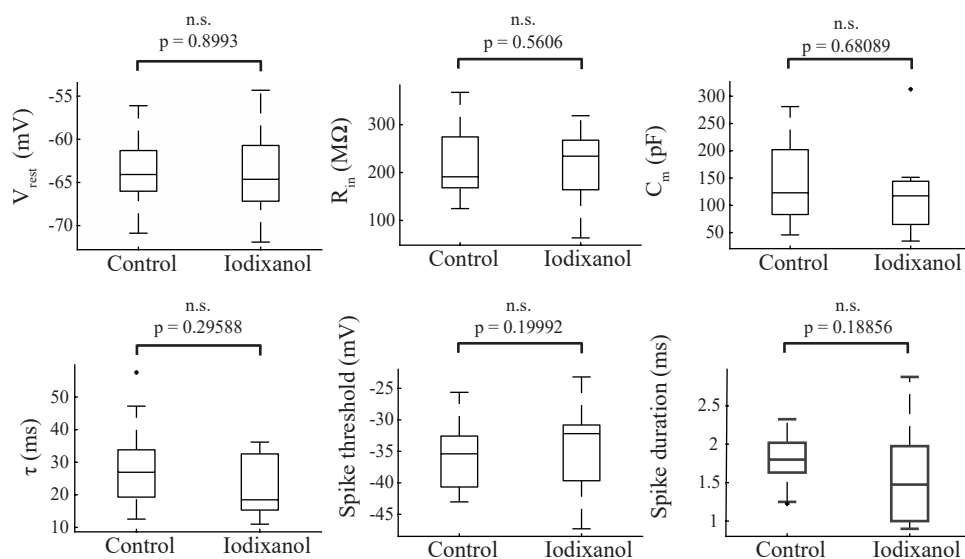 n.s.
p = 0.8993
V_rest (mV)
-55
-60
-65
-70
Control Iodixanol
n.s.
p = 0.5606
R_in (MΩ)
300
200
100
Control Iodixanol
n.s.
p = 0.68089
C_m (pF)
300
250
200
150
100
50
Control Iodixanol
n.s.
p = 0.29588
τ (ms)
50
40
30
20
10
Control Iodixanol
n.s.
p = 0.19992
Spike threshold (mV)
-25
-30
-35
-40
-45
Control Iodixanol
n.s.
p = 0.18856
Spike duration (ms)
2.5
2
1.5
1
Control Iodixanol